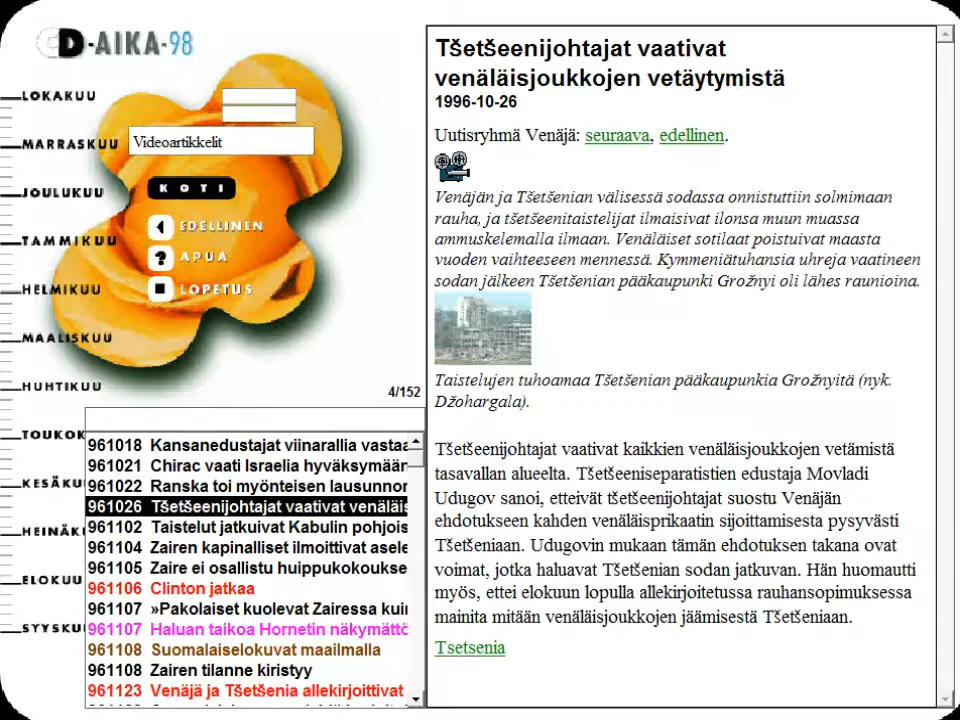 CD-AIKA-98
LOKAKUU
MARRASKUU
JOULUKUU
TAMMIKUU
HELMIKUU
MAALISKUU
HUHTIKUU
TOUKOK
KESÄKU
HEINÄKU
ELOKUU
SYYSKU
Videoartikkelit
KOTI
EDELLINEN
? APUA
LOPETUS
4/152
961018 Kansanedustajat viinarallia vastaa
961021 Chirac vaati Israelia hyväksymään
961022 Ranska toi myönteisen lausunnon
961026 Tšetšeenijohtajat vaativat venäläis
961102 Taistelut jatkuivat Kabulin pohjois
961104 Zairen kapinalliset ilmoittivat asele
961105 Zaire ei osallistu huippukokoukse
961106 Clinton jatkaa
961107 »Pakolaiset kuolevat Zairessa kuin
961107 Haluan taikoa Hornetin näkymättö
961108 Suomalaiselokuvat maailmalla
961108 Zairen tilanne kiristyy
961123 Venäjä ja Tšetšenia allekirjoittivat
Tšetšeenijohtajat vaativat
venäläisjoukkojen vetäytymistä
1996-10-26
Uutisryhmä Venäjä: seuraava, edellinen.
Venäjän ja Tšetšenian välisessä sodassa onnistuttiin solmimaan
rauha, ja tšetšeenitaistelijat ilmaisivat ilonsa muun muassa
ammuskelemalla ilmaan. Venäläiset sotilaat poistuivat maasta
vuoden vaihteeseen mennessä. Kymmeniätuhansia uhreja vaatineen
sodan jälkeen Tšetšenian pääkaupunki Grožnyi oli lähes raunioina.
Taistelujen tuhoamaa Tšetšenian pääkaupunkia Grožnyitä (nyk.
Džohargala).
Tšetšeenijohtajat vaativat kaikkien venäläisjoukkojen vetämistä
tasavallan alueelta. Tšetšeeniseparatistien edustaja Movladi
Udugov sanoi, etteivät tšetšeenijohtajat suostu Venäjän
ehdotukseen kahden venäläisprikaatin sijoittamisesta pysyvästi
Tšetšeniaan. Udugovin mukaan tämän ehdotuksen takana ovat
voimat, jotka haluavat Tšetšenian sodan jatkuvan. Hän huomautti
myös, ettei elokuun lopulla allekirjoitetussa rauhansopimuksessa
mainita mitään venäläisjoukkojen jäämisestä Tšetšeniaan.
Tsetsenia